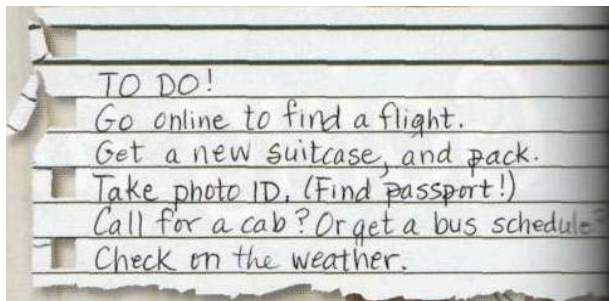 TO DO!
Go online to find a flight.
Get a new suitcase, and pack.
Take photo ID. (Find passport!)
Call for a cab? Or get a bus schedule?
Check on the weather.